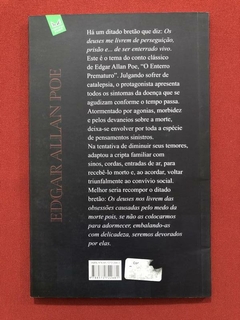 Há um ditado bretão que diz: Os
deuses me livrem de perseguição,
prisão e... de ser enterrado vivo.
Este é o tema do conto clássico
de Edgar Allan Poe, "O Enterro
Prematuro". Julgando sofrer de
catalepsia, o protagonista apresenta
todos os sintomas da doença que se
agudizam conforme o tempo passa.
Atormentado por agonias, morbidez
e pelos devaneios sobre a morte,
deixa-se envolver por toda a espécie
de pensamentos sinistros.
Na tentativa de diminuir seus temores,
adaptou a cripta familiar com
sinos, cordas, entradas de ar, para
recebê-lo morto e, ao acordar, voltar
triunfalmente ao convívio social.
Melhor seria recompor o ditado
bretão: Os deuses nos livrem das
obsessões causadas pelo medo da
morte pois, se não as colocarmos
para adormecer, embalando-as
com delicadeza, seremos devorados
por elas.
EDGAR ALLAN POE